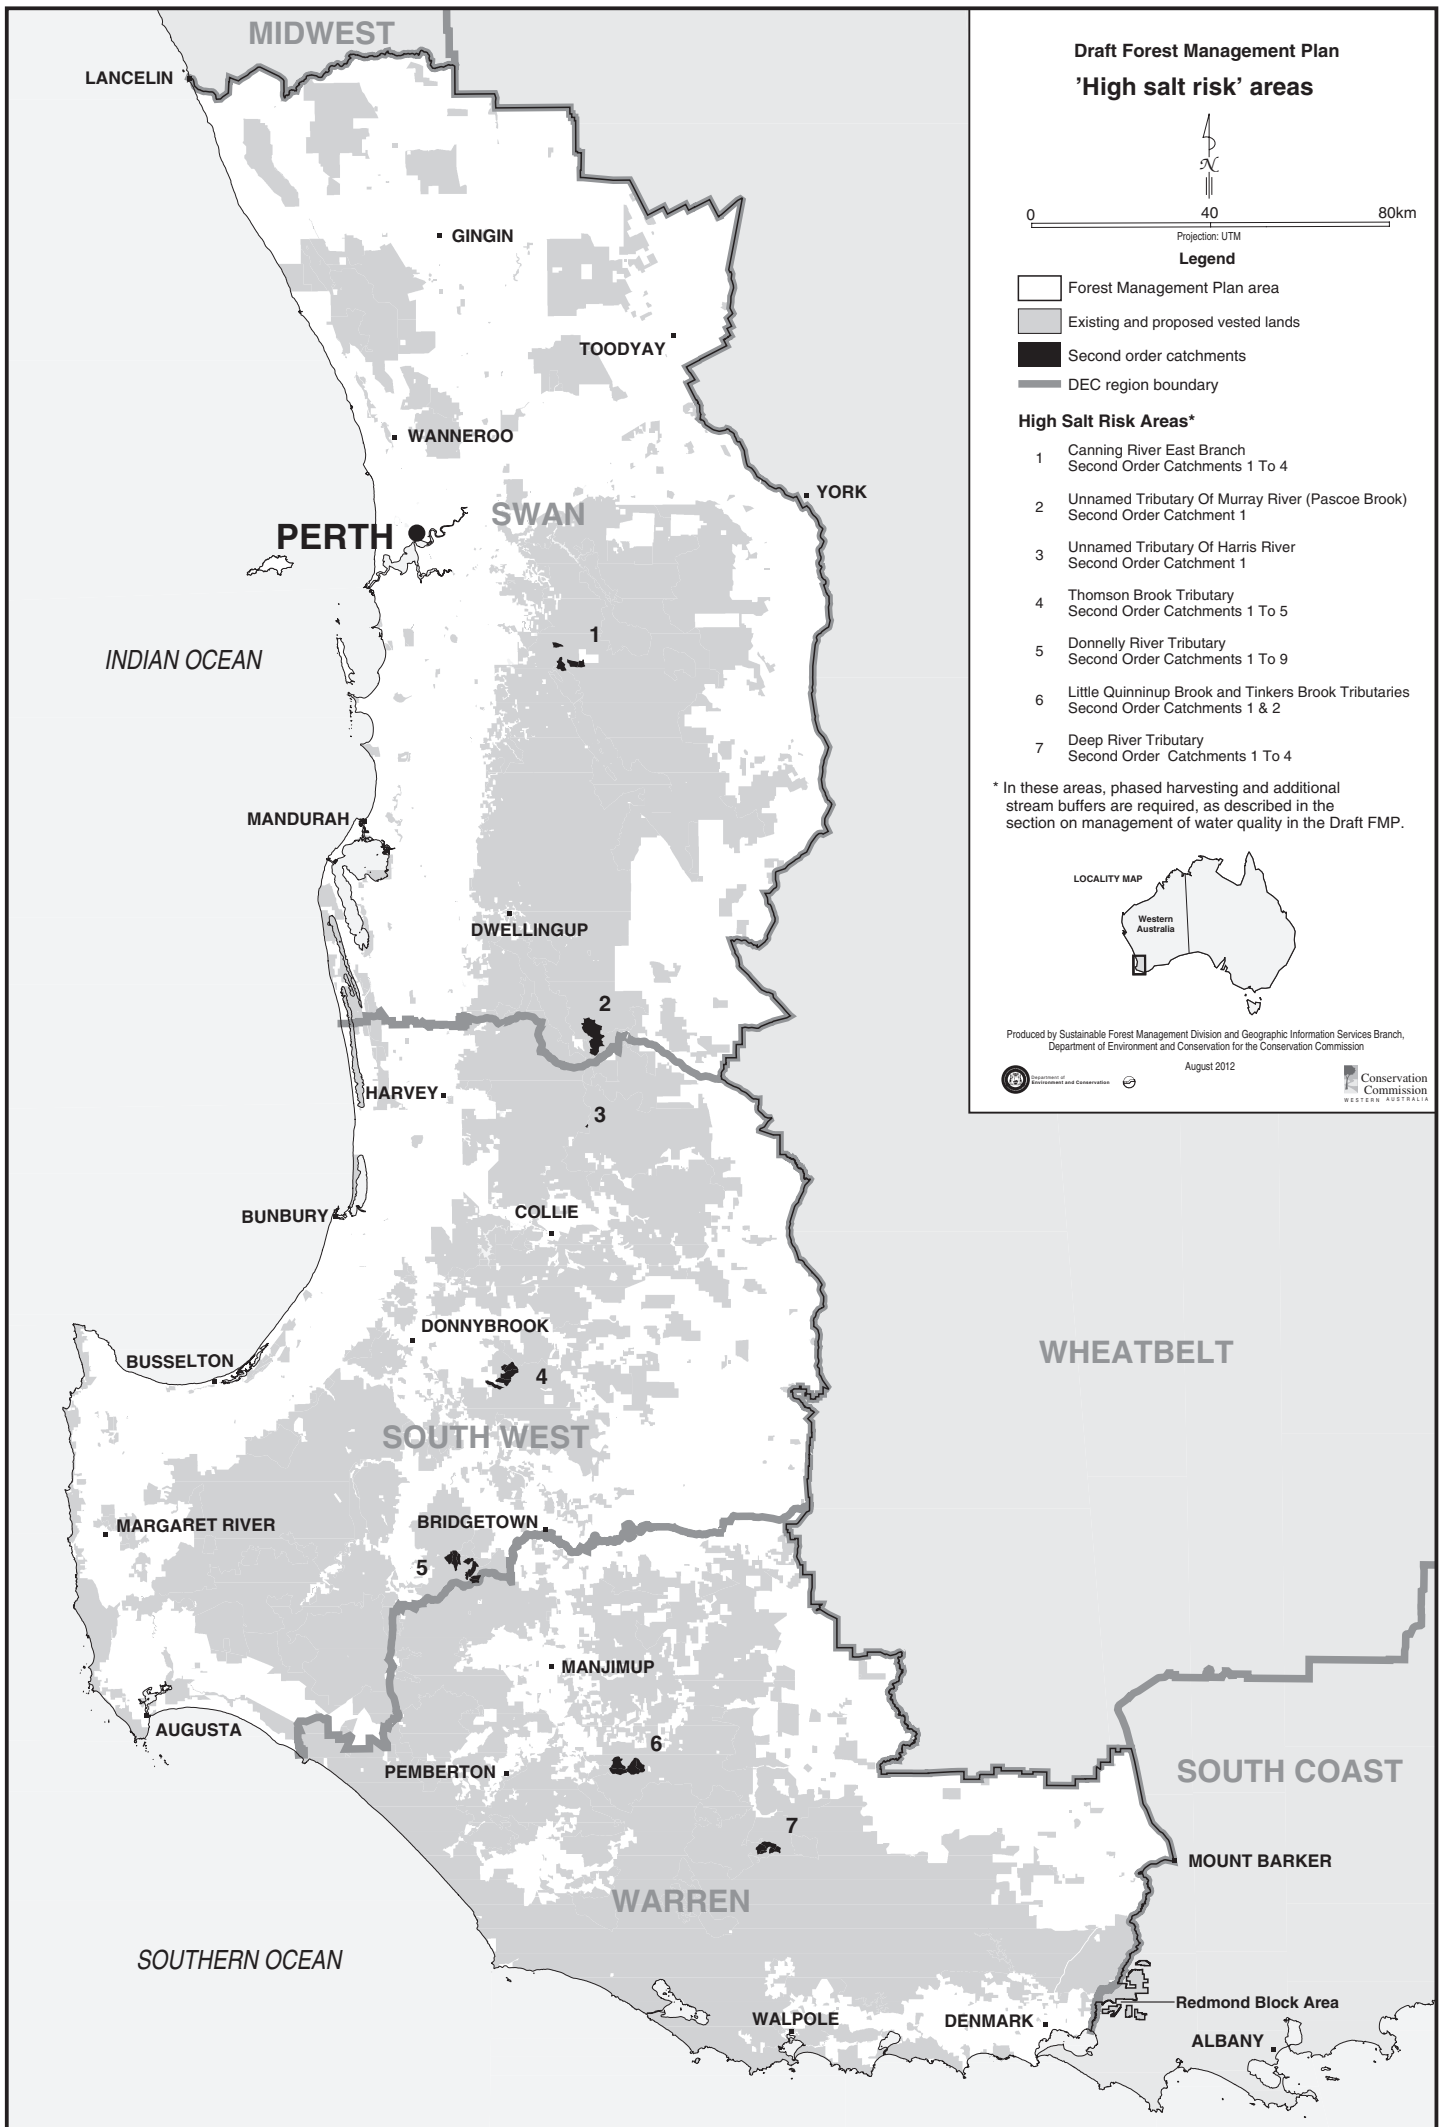 MIDWEST
LANCELIN
GINGIN
TOODYAY
WANNEROO
YORK
SWAN
PERTH
1
INDIAN OCEAN
MANDURAH
DWELLINGUP
2
HARVEY
3
BUNBURY
COLLIE
DONNYBROOK
BUSSELTON
4
SOUTH WEST
MARGARET RIVER
BRIDGETOWN
5
MANJIMUP
AUGUSTA
6
PEMBERTON
7
WARREN
SOUTHERN OCEAN
WALPOLE
DENMARK
WHEATBELT
SOUTH COAST
MOUNT BARKER
Redmond Block Area
ALBANY
Draft Forest Management Plan
’High salt risk’ areas
N
0 40 80km
Projection: UTM
Legend
Forest Management Plan area
Existing and proposed vested lands
Second order catchments
DEC region boundary
High Salt Risk Areas*
1 Canning River East Branch
Second Order Catchments 1 To 4
2 Unnamed Tributary Of Murray River (Pascoe Brook)
Second Order Catchment 1
3 Unnamed Tributary Of Harris River
Second Order Catchment 1
4 Thomson Brook Tributary
Second Order Catchments 1 To 5
5 Donnelly River Tributary
Second Order Catchments 1 To 9
6 Little Quinninup Brook and Tinkers Brook Tributaries
Second Order Catchments 1 & 2
7 Deep River Tributary
Second Order Catchments 1 To 4
* In these areas, phased harvesting and additional
stream buffers are required, as described in the
section on management of water quality in the Draft FMP.
LOCALITY MAP
Western
Australia
Produced by Sustainable Forest Management Division and Geographic Information Services Branch,
Department of Environment and Conservation for the Conservation Commission
August 2012
Department of
Environment and Conservation
Conservation
Commission
WESTERN AUSTRALIA